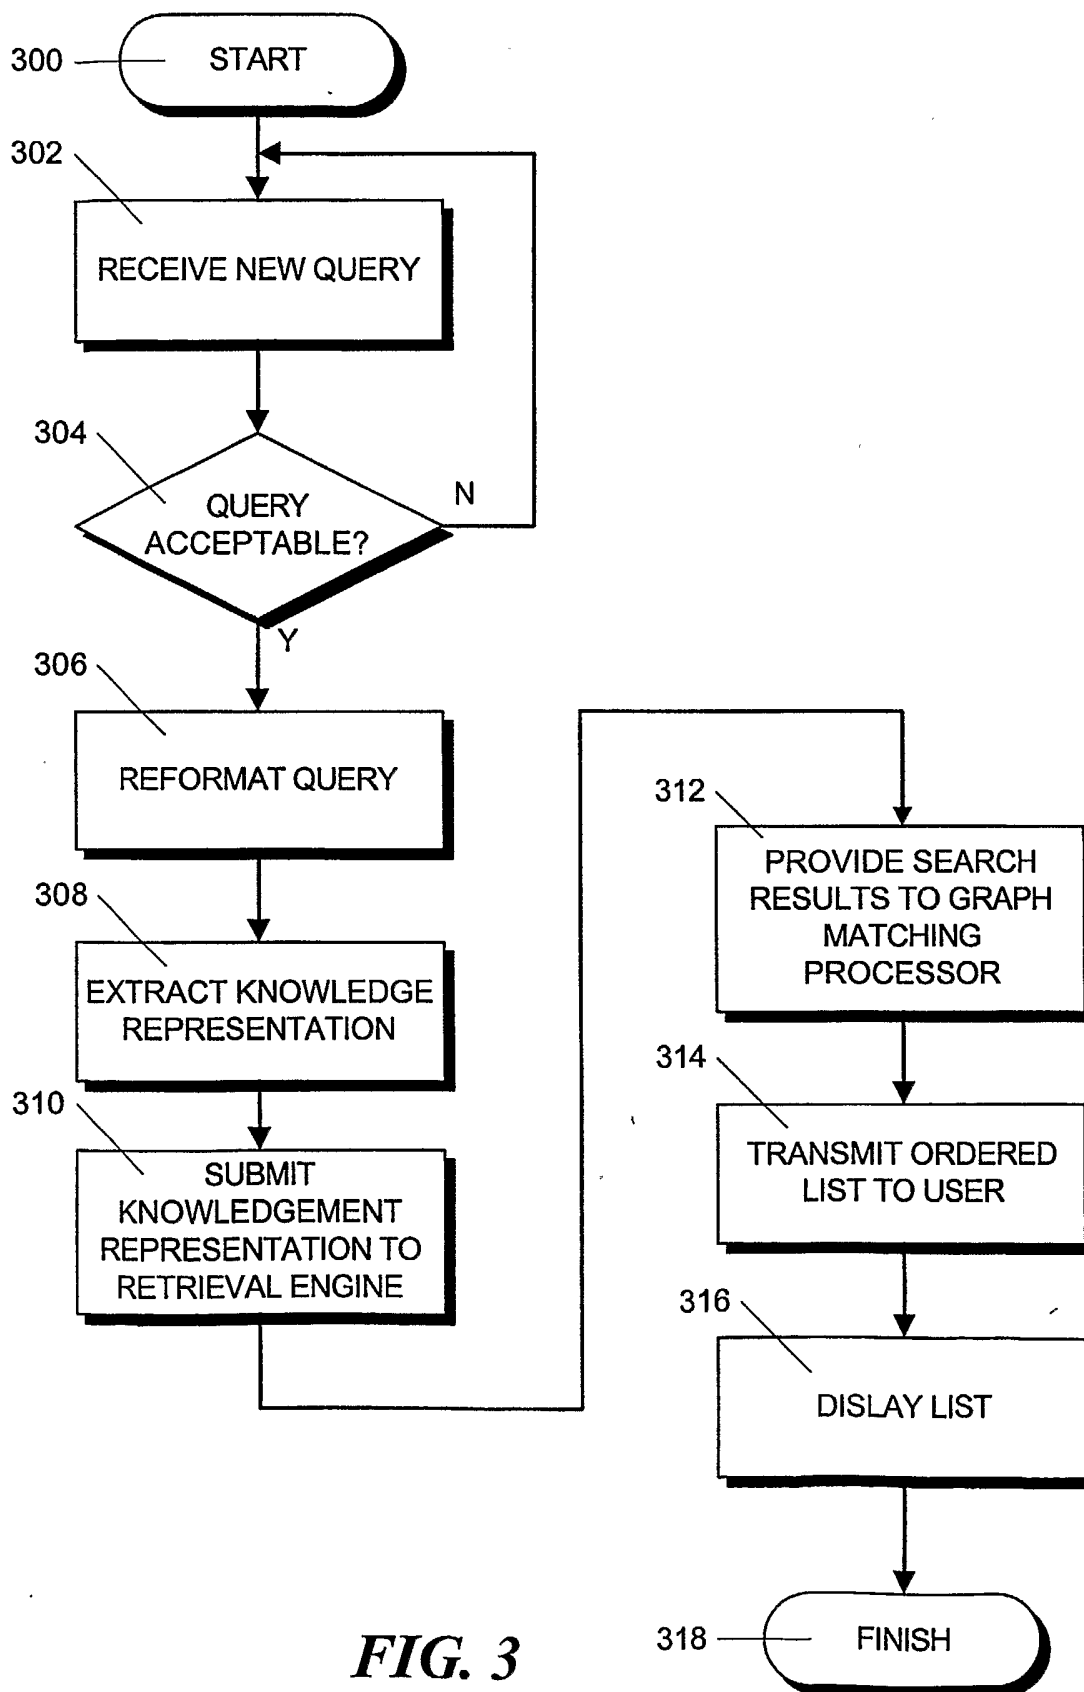 300
START
302
RECEIVE NEW QUERY
304
QUERY
ACCEPTABLE?
N
Y
306
REFORMAT QUERY
308
EXTRACT KNOWLEDGE
REPRESENTATION
310
SUBMIT
KNOWLEDGEMENT
REPRESENTATION TO
RETRIEVAL ENGINE
312
PROVIDE SEARCH
RESULTS TO GRAPH
MATCHING
PROCESSOR
314
TRANSMIT ORDERED
LIST TO USER
316
DISLAY LIST
318
FINISH
FIG. 3